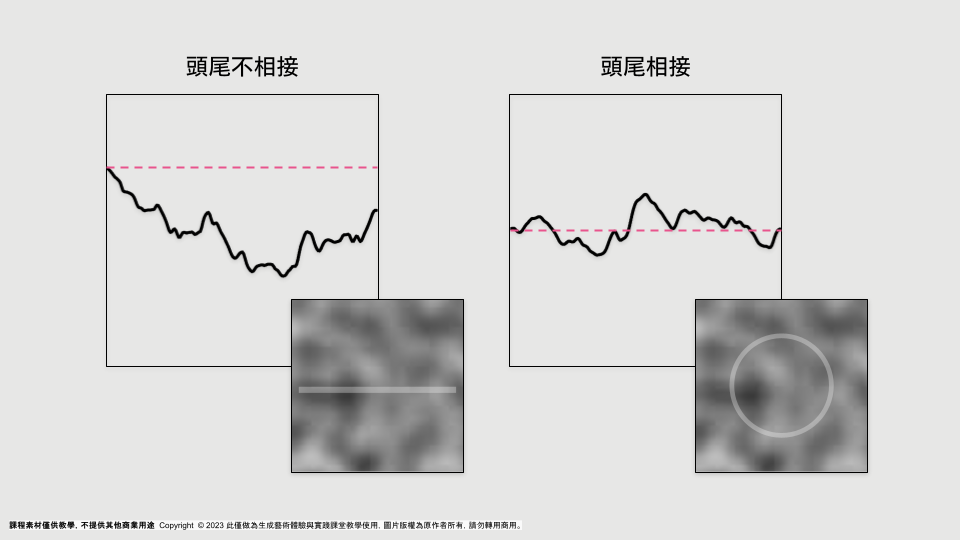 頭尾不相接
頭尾相接
課程素材僅供教學, 不提供其他商業用途 Copyright © 2023 此僅做為生成藝術體驗與實踐課堂教學使用, 圖片版權為原作者所有, 請勿轉用商用。